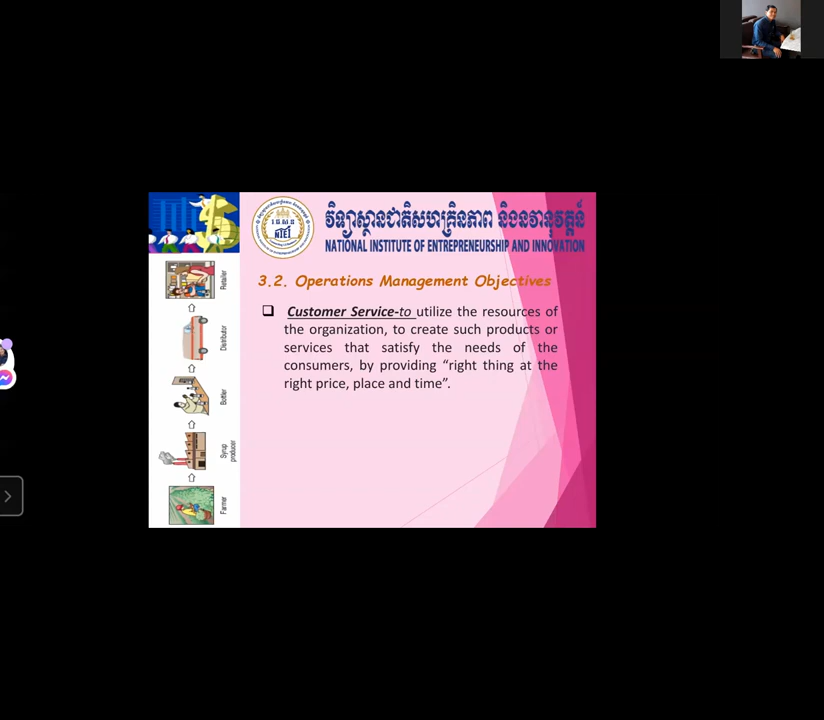 វិទ្យាស្ថានជាតិសហគ្រិនភាព និងនវានុវត្តន៍
NATIONAL INSTITUTE OF ENTREPRENEURSHIP AND INNOVATION
NIEI
3.2. Operations Management Objectives
Customer Service-to utilize the resources of
the organization, to create such products or
services that satisfy the needs of the
consumers, by providing “right thing at the
right price, place and time”.
Retailer
Distributor
Bottler
Syrup
producer
Farmer